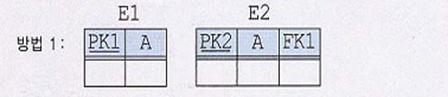 E1 E2
방법 1: PK1 A PK2 A FK1